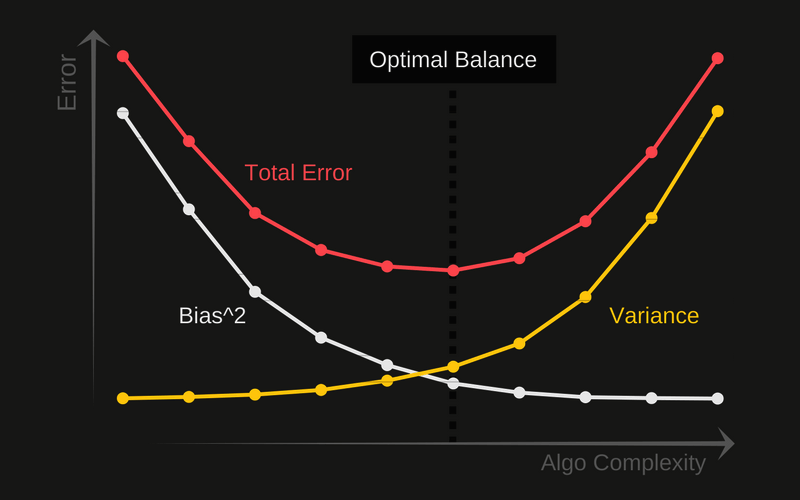 Optimal Balance
Error
Total Error
Bias^2
Variance
Algo Complexity